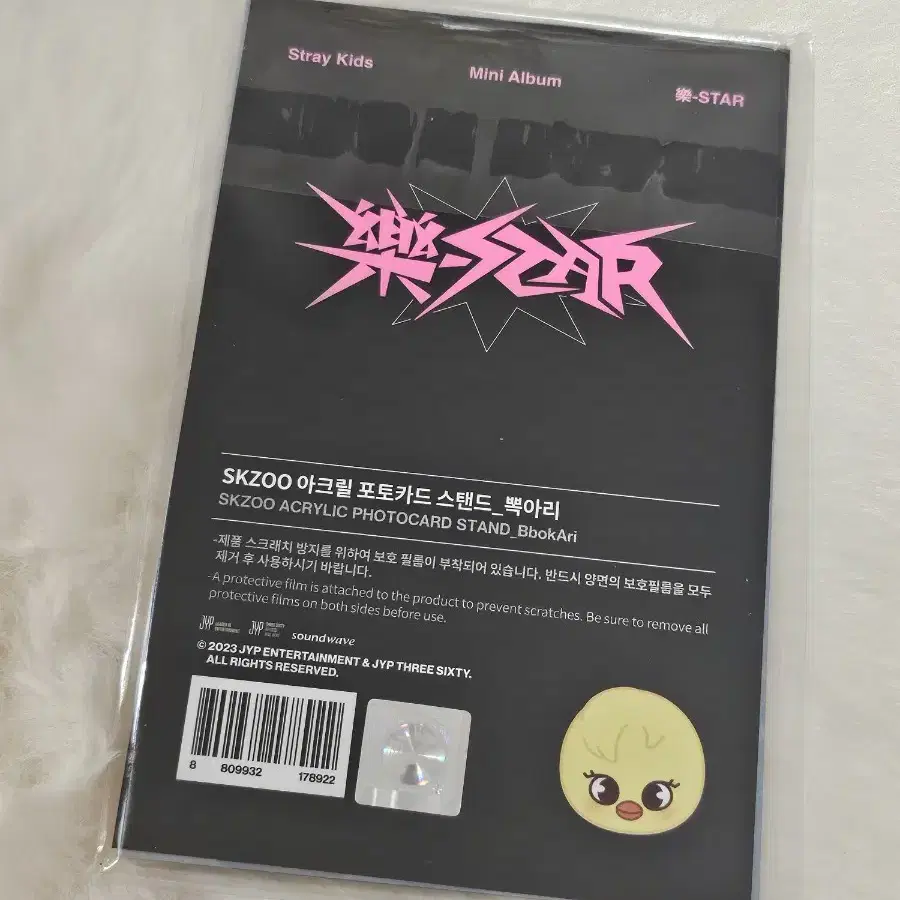 Stray Kids
Mini Album
樂-STAR
樂-STAR
SKZOO 아크릴 포토카드 스탠드_뽁아리
SKZOO ACRYLIC PHOTOCARD STAND_BbokAri
-제품 스크래치 방지를 위하여 보호 필름이 부착되어 있습니다. 반드시 양면의 보호필름을 모두
제거 후 사용하시기 바랍니다.
-A protective film is attached to the product to prevent scratches. Be sure to remove all
protective films on both sides before use.
JYP
JYP
soundwave
© 2023 JYP ENTERTAINMENT & JYP THREE SIXTY.
ALL RIGHTS RESERVED.
8 809932 178922